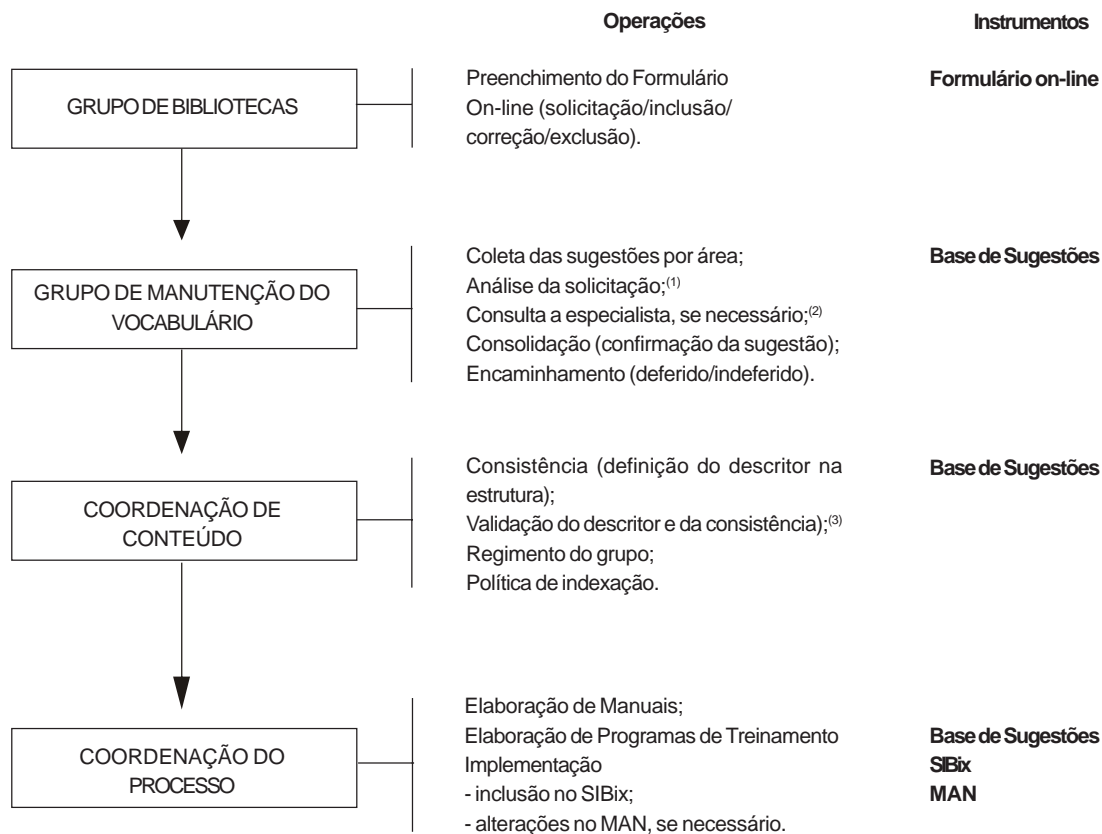 Operações
Instrumentos
GRUPO DE BIBLIOTECAS
Preenchimento do Formulário
On-line (solicitação/inclusão/
correção/exclusão).
Formulário on-line
GRUPO DE MANUTENÇÃO DO
VOCABULÁRIO
Coleta das sugestões por área;
Análise da solicitação;(1)
Consulta a especialista, se necessário;(2)
Consolidação (confirmação da sugestão);
Encaminhamento (deferido/indeferido).
Base de Sugestões
COORDENAÇÃO DE
CONTEÚDO
Consistência (definição do descritor na
estrutura);
Validação do descritor e da consistência);(3)
Regimento do grupo;
Política de indexação.
Base de Sugestões
COORDENAÇÃO DO
PROCESSO
Elaboração de Manuais;
Elaboração de Programas de Treinamento
Implementação
- inclusão no SIBix;
- alterações no MAN, se necessário.
Base de Sugestões
SIBix
MAN